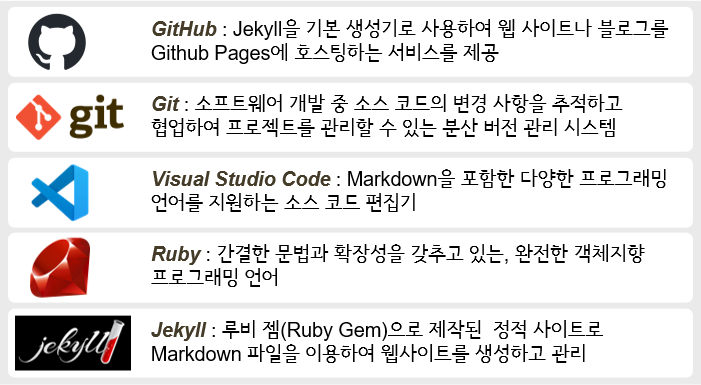 GitHub : Jekyll을 기본 생성기로 사용하여 웹 사이트나 블로그를
Github Pages에 호스팅하는 서비스를 제공
git
Git : 소프트웨어 개발 중 소스 코드의 변경 사항을 추적하고
협업하여 프로젝트를 관리할 수 있는 분산 버전 관리 시스템
Visual Studio Code : Markdown을 포함한 다양한 프로그래밍
언어를 지원하는 소스 코드 편집기
Ruby : 간결한 문법과 확장성을 갖추고 있는, 완전한 객체지향
프로그래밍 언어
jekyll
Jekyll : 루비 젬(Ruby Gem)으로 제작된  정적 사이트로
Markdown 파일을 이용하여 웹사이트를 생성하고 관리